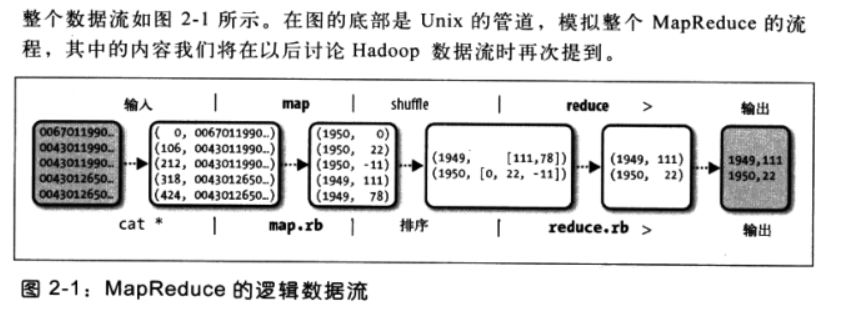 整个数据流如图 2-1 所示。在图的底部是 Unix 的管道，模拟整个 MapReduce 的流
程，其中的内容我们将在以后讨论 Hadoop 数据流时再次提到。
输入 | map | shuffle | reduce > 输出
0067011990…
0043011990…
0043011990…
0043012650…
0043012650…
( 0, 0067011990…)
(106, 0043011990…)
(212, 0043011990…)
(318, 0043012650…)
(424, 0043012650…)
(1950, 0)
(1950, 22)
(1950, -11)
(1949, 111)
(1949, 78)
(1949, [111,78])
(1950, [0, 22, -11])
(1949, 111)
(1950, 22)
1949,111
1950,22
cat * | map.rb | 排序 | reduce.rb > 输出
图 2-1：MapReduce 的逻辑数据流